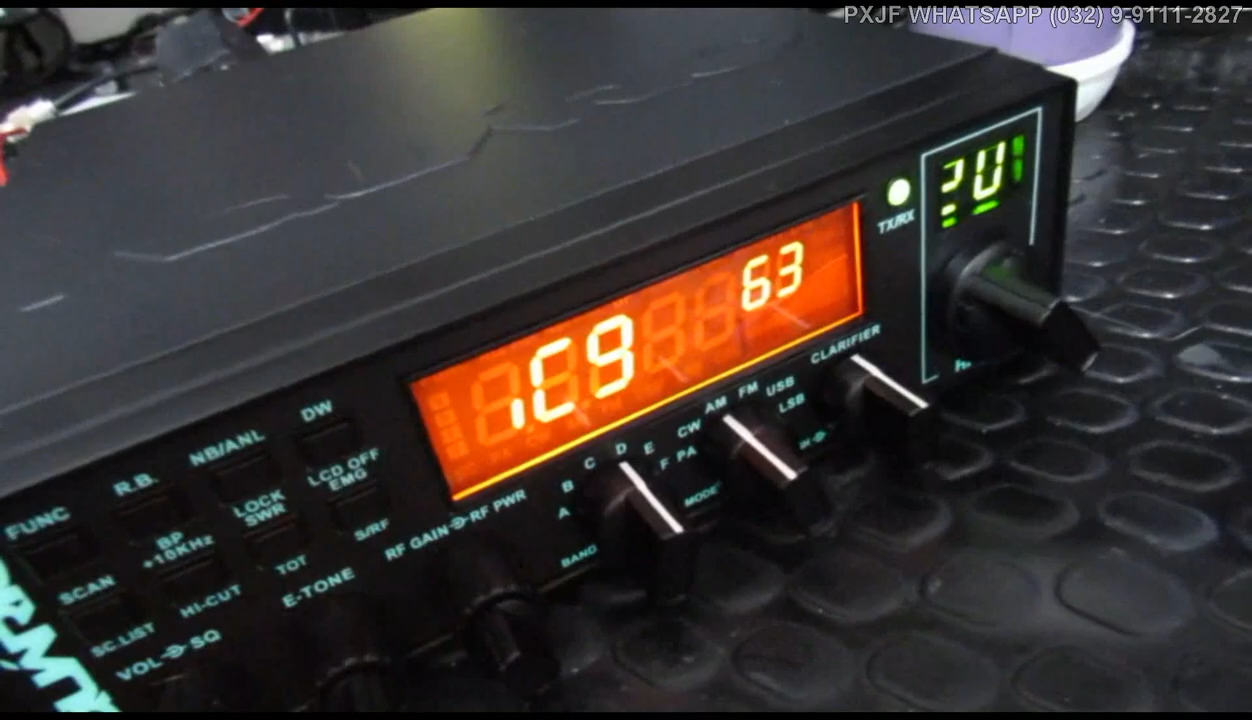 PXJF WHATSAPP (032) 9-9111-2827
TX/RX
63
iC9
CLARIFIER
DW
NB/ANL
R.B.
FUNC
LCD OFF
EMG
LOCK
SWR
BP
+10KHz
SCAN
S/RF
TOT
HI-CUT
SC.LIST
E-TONE
VOL SQ
RF GAIN RF PWR
A B C D E F
BAND
PA CW AM FM USB LSB
MODE